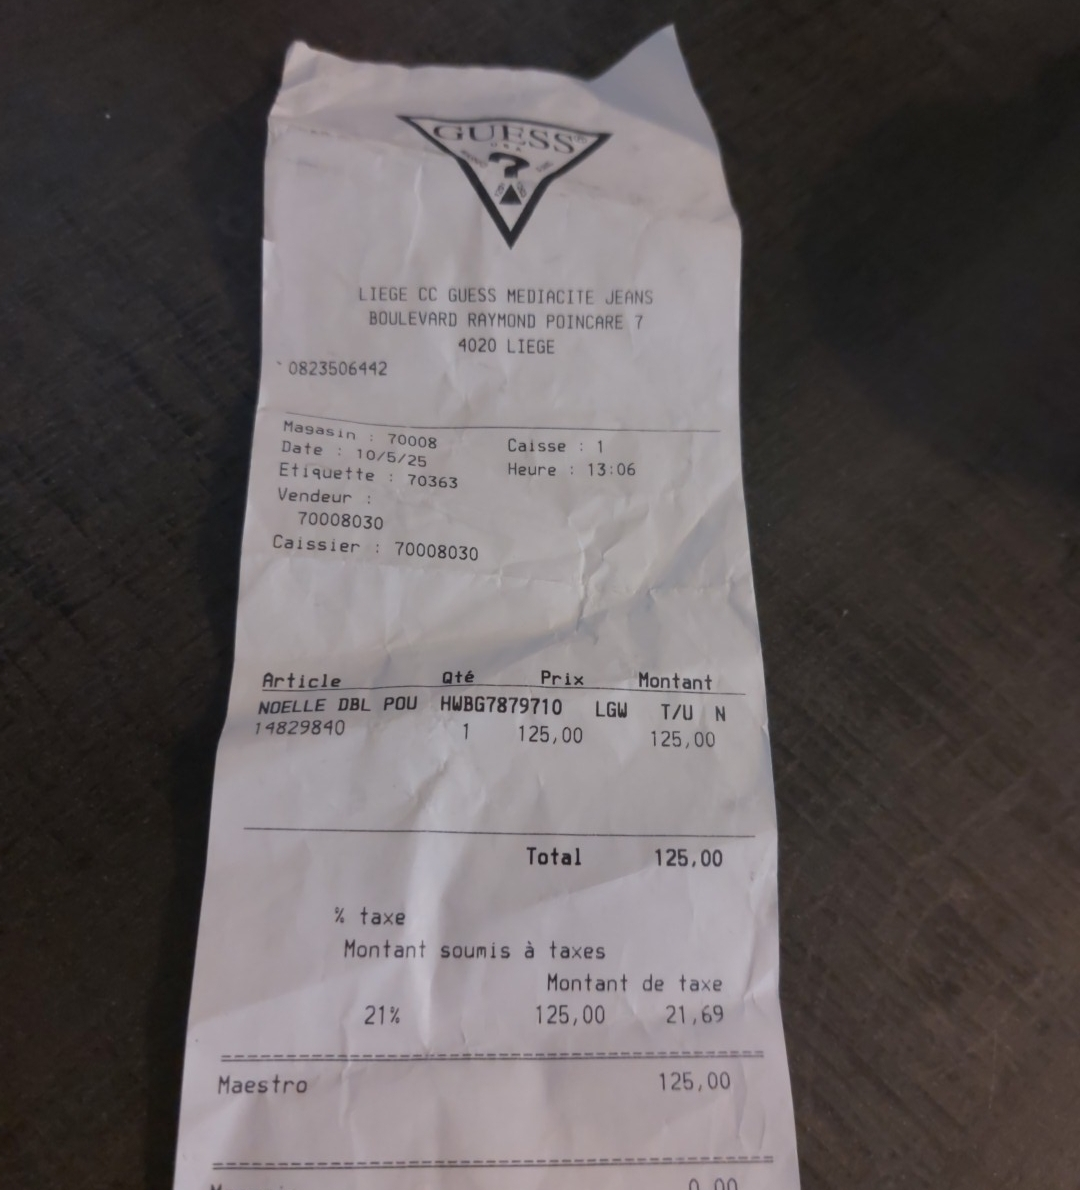 GUESS®
USA
?
LIEGE CC GUESS MEDIACITE JEANS
BOULEVARD RAYMOND POINCARE 7
4020 LIEGE
0823506442
Magasin : 70008 Caisse : 1
Date : 10/5/25 Heure : 13:06
Etiquette : 70363
Vendeur :
70008030
Caissier : 70008030
Article Qté Prix Montant
NOELLE DBL POU HWBG7879710 LGW T/U N
14829840 1 125,00 125,00
Total 125,00
% taxe
Montant soumis à taxes
Montant de taxe
21% 125,00 21,69
Maestro 125,00
0,00